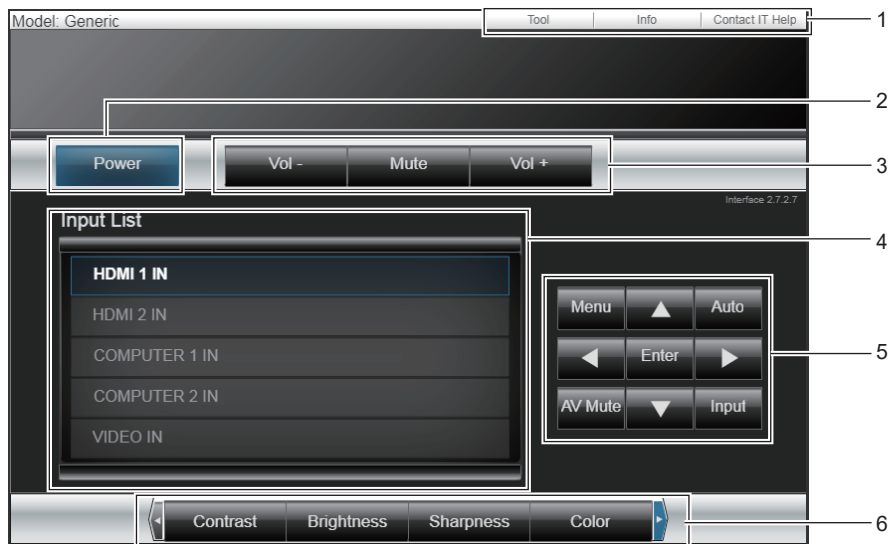 Model: Generic
Tool Info Contact IT Help
1
2
Power Vol - Mute Vol +
3
Interface 2.7.2.7
Input List
4
HDMI 1 IN
HDMI 2 IN
COMPUTER 1 IN
COMPUTER 2 IN
VIDEO IN
Menu Auto
Enter
5
AV Mute Input
Contrast Brightness Sharpness Color
6